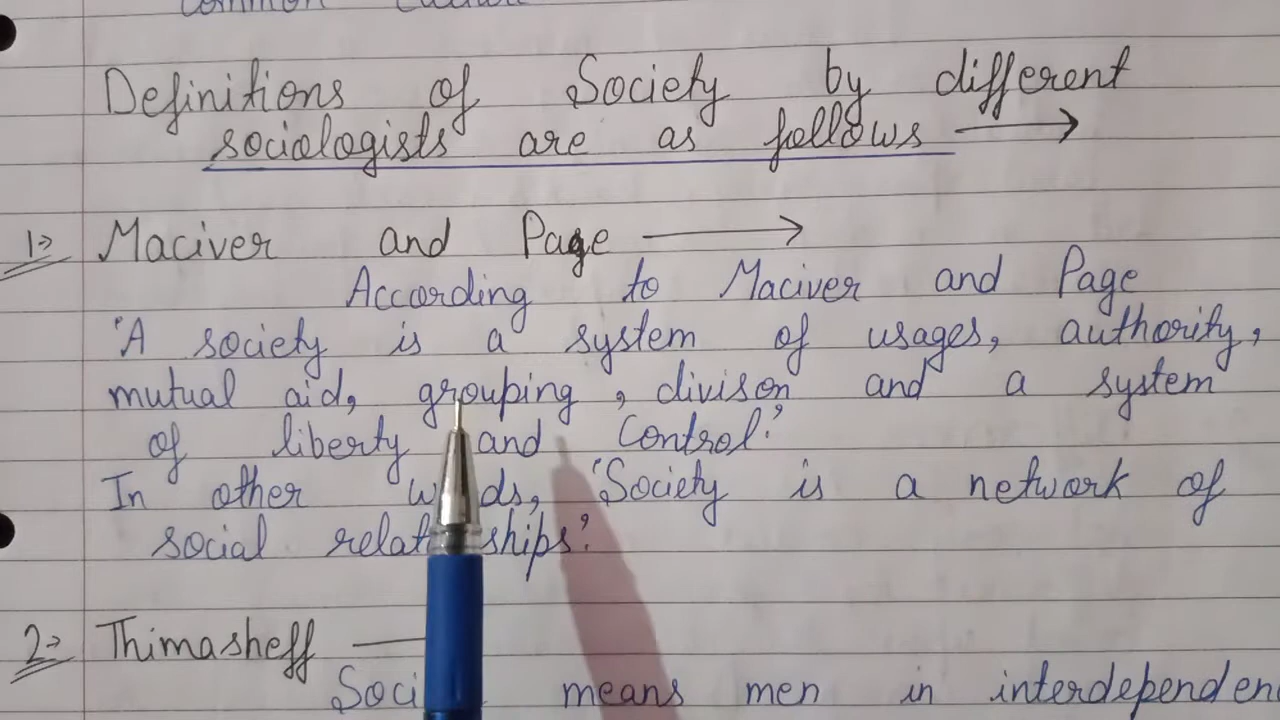 Common
Definitions of Society by different
sociologists are as follows →
1⇒ Maciver and Page →
According to Maciver and Page
'A society is a system of usages, authority,
mutual aid, grouping, divison and a system
of liberty and control.'
In other 'Society is a network of
social
2⇒ Thimasheff
means men in